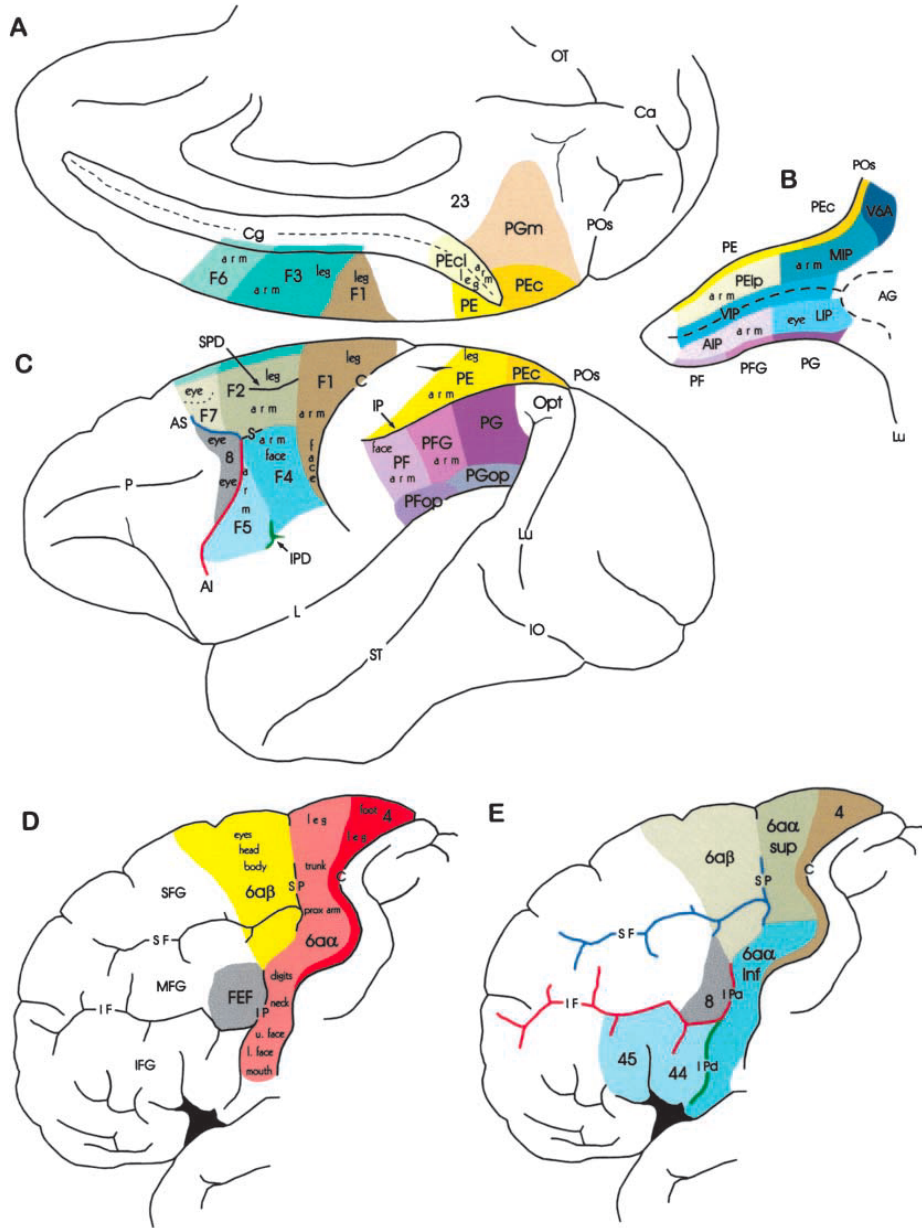 A
OT
Ca
23
Cg
PGm
POs
arm
F6
F3
leg
arm
leg
F1
PEcl
arm
leg
PE
PEc
B
POs
PEc
V6A
PE
MIP
arm
PEip
arm
VIP
AG
AIP
arm
eye
LIP
PF
PFG
PG
Lu
C
SPD
leg
F1
C
leg
PE
PEc
POs
eye
F2
leg
F7
arm
arm
IP
Opt
AS
S
eye
arm
face
8
eye
arm
F4
face
F5
face
PF
arm
PFG
arm
PG
PGop
PFop
P
IPD
AI
Lu
L
IO
ST
D
eyes
head
body
6aβ
leg
foot
4
leg
trunk
SP
C
SFG
prox arm
6aα
SF
digits
MFG
FEF
IP
neck
IF
u. face
l. face
mouth
IFG
E
6aβ
6aα
sup
4
SP
C
SF
6aα
Inf
8
IPa
IF
45
44
IPd